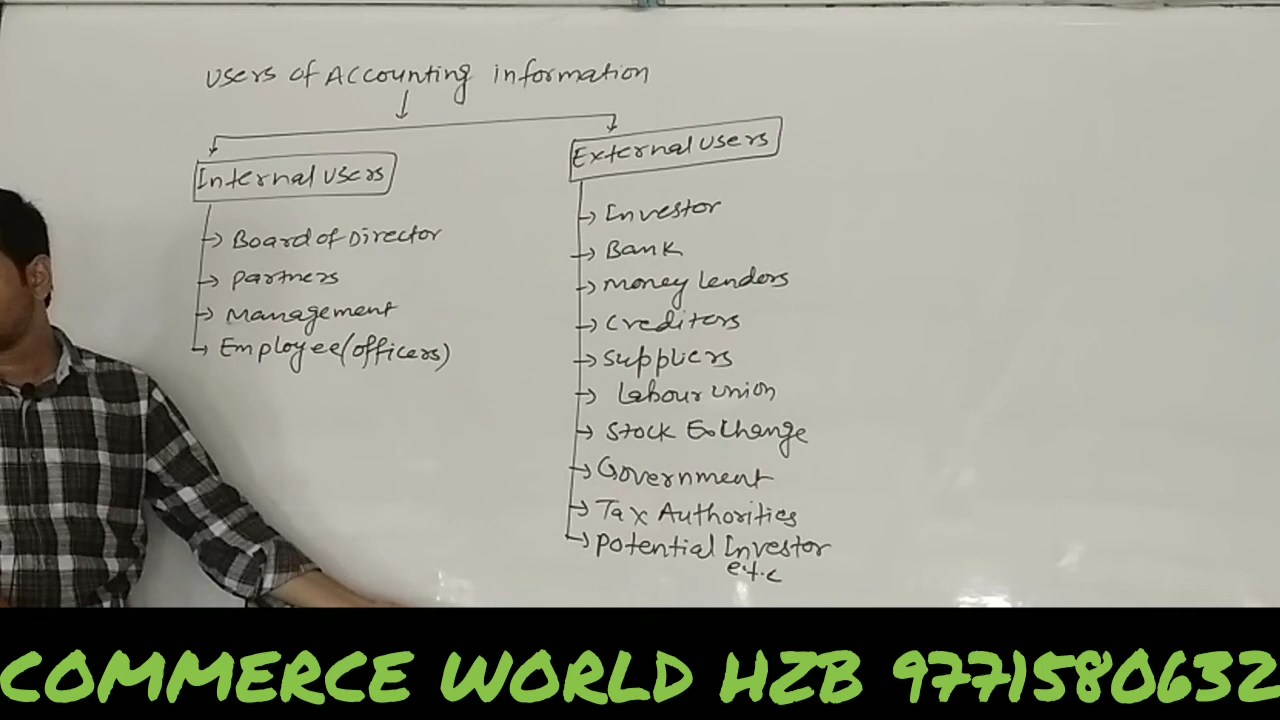 Users of Accounting information
Internal users
External users
Board of Director
Partners
Management
Employee (officers)
Investor
Bank
Money lenders
Creditors
Suppliers
Labour union
Stock Exchange
Government
Tax Authorities
Potential Investor
e.t.c
COMMERCE WORLD HZB 9771580632